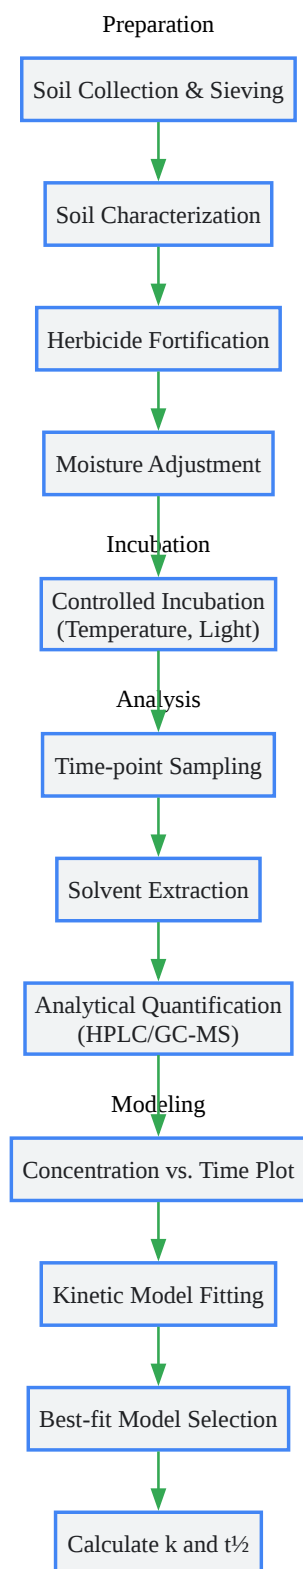 Preparation
Soil Collection & Sieving
Soil Characterization
Herbicide Fortification
Moisture Adjustment
Incubation
Controlled Incubation
(Temperature, Light)
Analysis
Time-point Sampling
Solvent Extraction
Analytical Quantification
(HPLC/GC-MS)
Modeling
Concentration vs. Time Plot
Kinetic Model Fitting
Best-fit Model Selection
Calculate k and t½